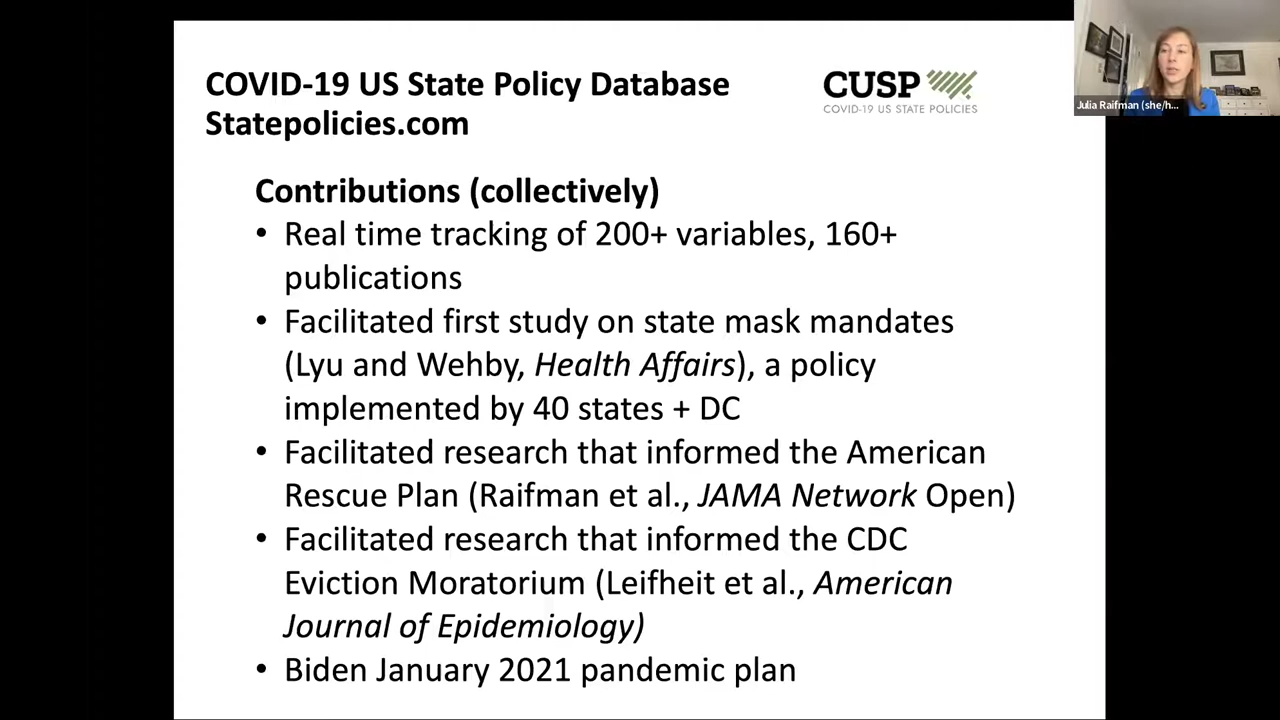 COVID-19 US State Policy Database
Statepolicies.com
CUSP
COVID-19 US STATE POLICIES
Julia Raifman (she/h...
Contributions (collectively)
• Real time tracking of 200+ variables, 160+
publications
• Facilitated first study on state mask mandates
(Lyu and Wehby, Health Affairs), a policy
implemented by 40 states + DC
• Facilitated research that informed the American
Rescue Plan (Raifman et al., JAMA Network Open)
• Facilitated research that informed the CDC
Eviction Moratorium (Leifheit et al., American
Journal of Epidemiology)
• Biden January 2021 pandemic plan